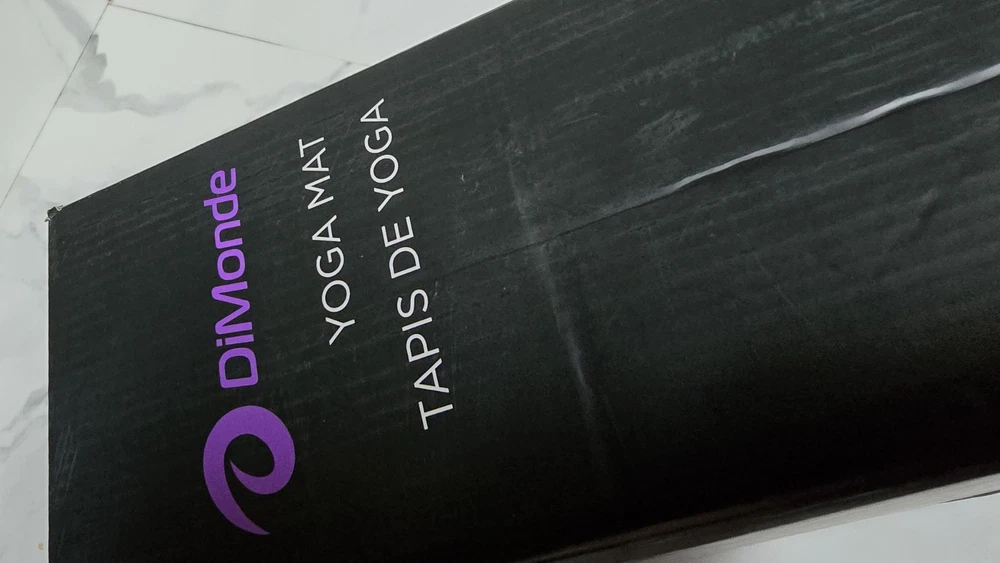 DiMonde
YOGA MAT
TAPIS DE YOGA